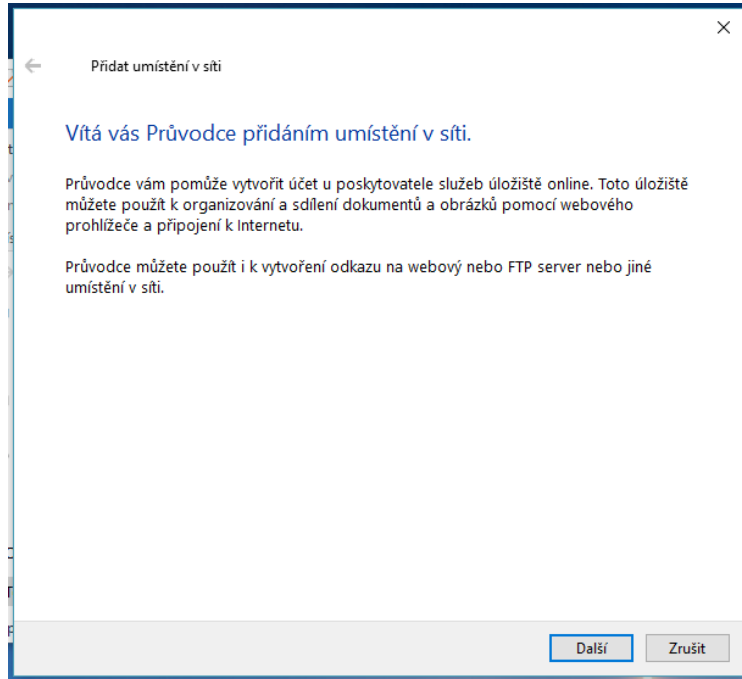 Přidat umístění v síti
Vítá vás Průvodce přidáním umístění v síti.
Průvodce vám pomůže vytvořit účet u poskytovatele služeb úložiště online. Toto úložiště
můžete použít k organizování a sdílení dokumentů a obrázků pomocí webového
prohlížeče a připojení k Internetu.
Průvodce můžete použít i k vytvoření odkazu na webový nebo FTP server nebo jiné
umístění v síti.
Další
Zrušit